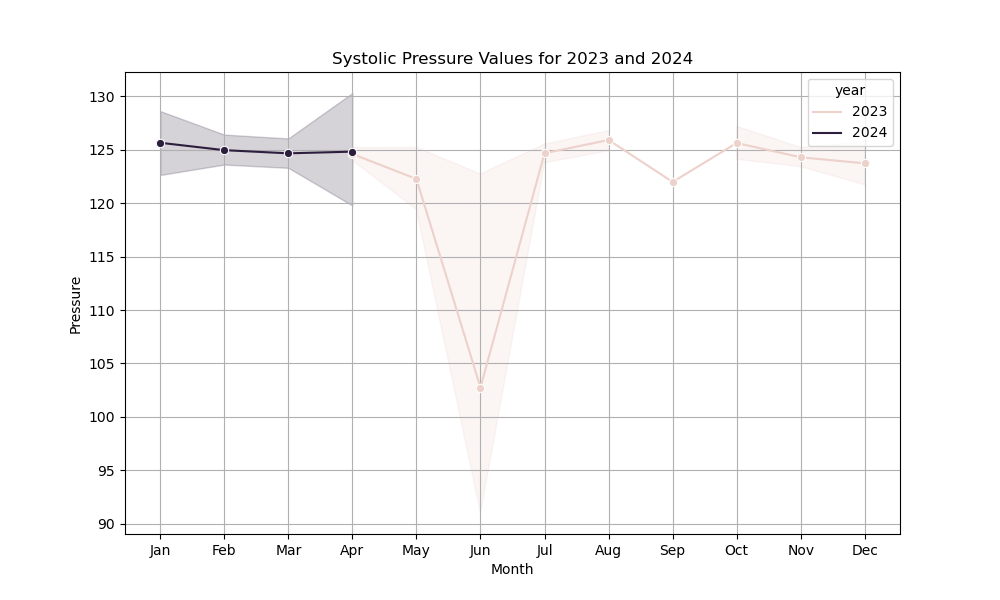 Systolic Pressure Values for 2023 and 2024
year
2023
2024
130
125
120
115
110
105
100
95
90
Pressure
Jan Feb Mar Apr May Jun Jul Aug Sep Oct Nov Dec
Month